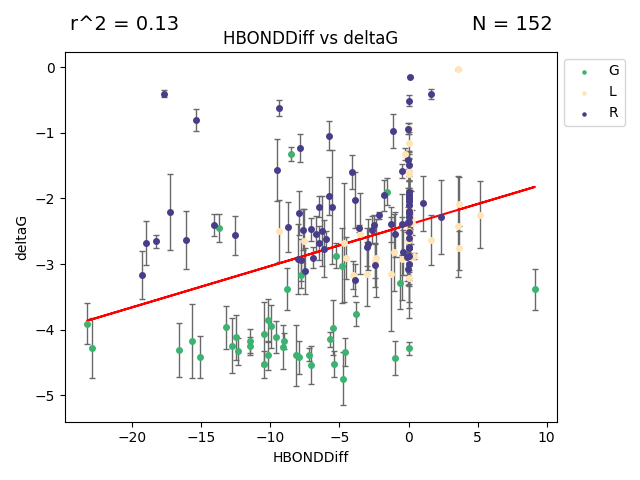 r^2 = 0.13
N = 152
HBONDDiff vs deltaG
G
L
R
deltaG
0
−1
−2
−3
−4
−5
−20
−15
−10
−5
0
5
10
HBONDDiff